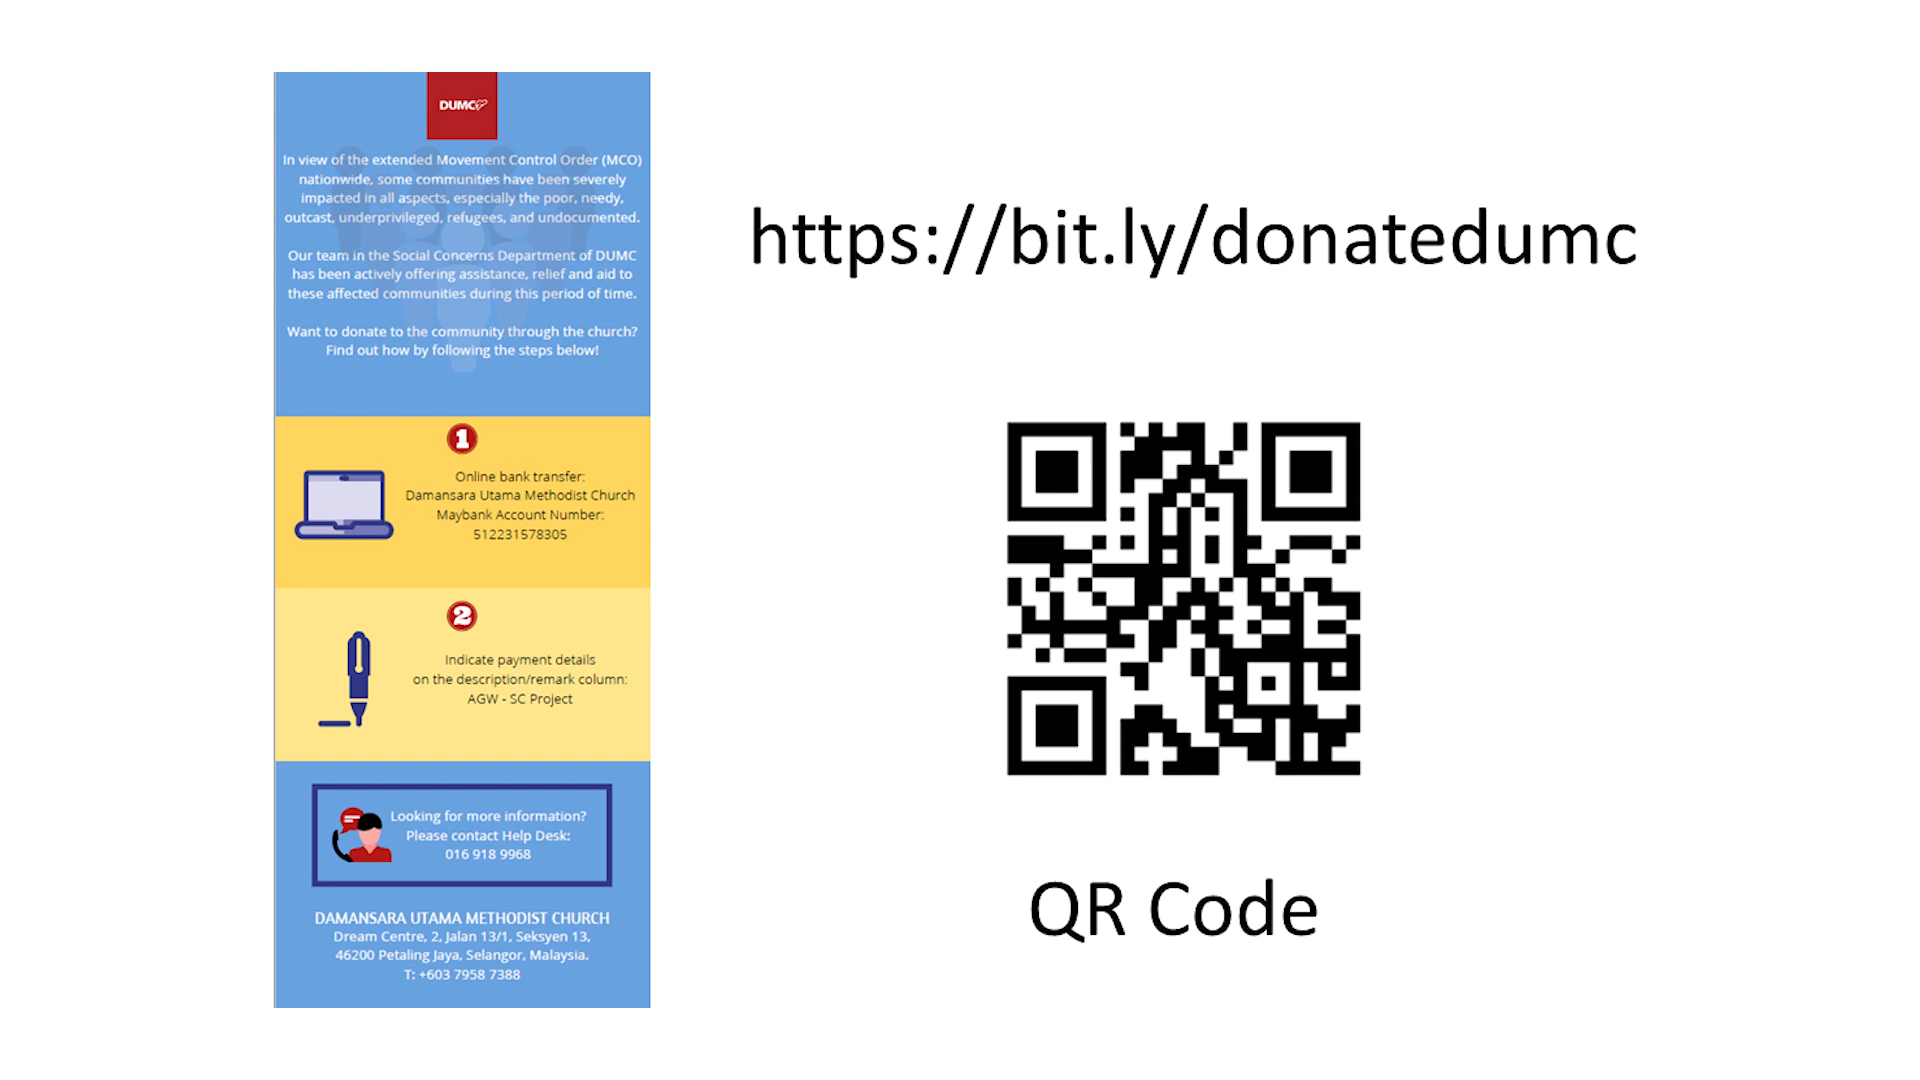 DUMC
In view of the extended Movement Control Order (MCO)
nationwide, some communities have been severely
impacted in all aspects, especially the poor, needy,
outcast, underprivileged, refugees, and undocumented.
Our team in the Social Concerns Department of DUMC
has been actively offering assistance, relief and aid to
these affected communities during this period of time.
Want to donate to the community through the church?
Find out how by following the steps below!
1
Online bank transfer:
Damansara Utama Methodist Church
Maybank Account Number:
512231578305
2
Indicate payment details
on the description/remark column:
AGW - SC Project
Looking for more information?
Please contact Help Desk:
016 918 9968
DAMANSARA UTAMA METHODIST CHURCH
Dream Centre, 2, Jalan 13/1, Seksyen 13,
46200 Petaling Jaya, Selangor, Malaysia.
T: +603 7958 7388
https://bit.ly/donatedumc
QR Code